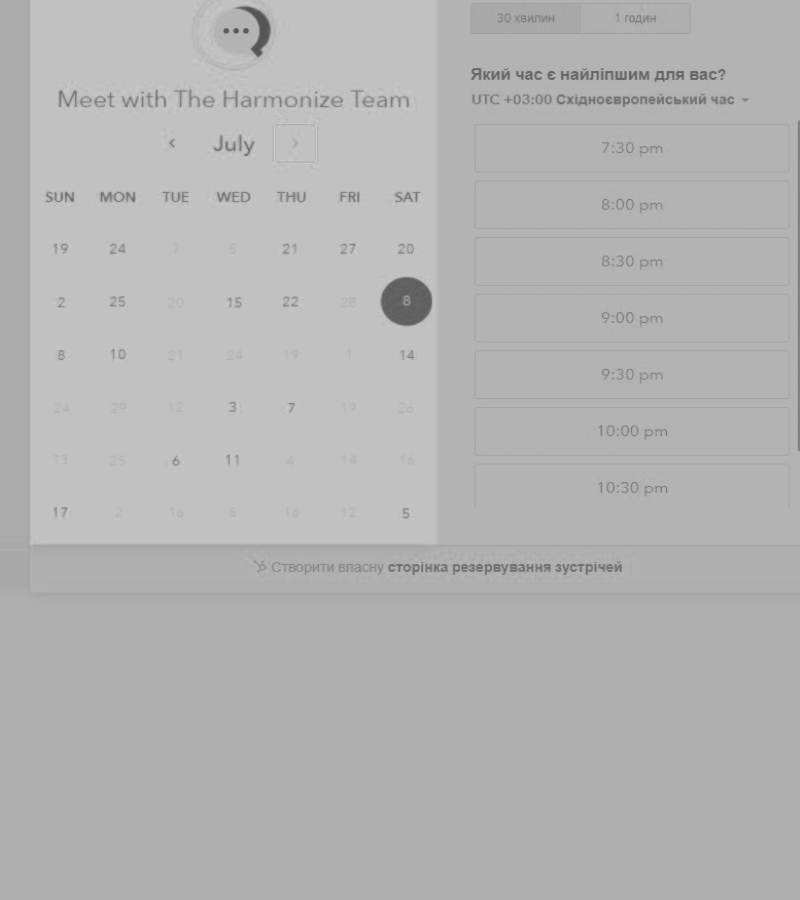 30 хвилин 1 годин
Який час є найліпшим для вас?
UTC +03:00 Східноєвропейський час
Meet with The Harmonize Team
July
SUN MON TUE WED THU FRI SAT
19 24 7 5 21 27 20
2 25 20 15 22 28 8
8 10 21 24 19 1 14
24 29 12 3 7 19 26
23 25 6 11 4 14 16
17 2 16 5 16 12 5
7:30 pm
8:00 pm
8:30 pm
9:00 pm
9:30 pm
10:00 pm
10:30 pm
Створити власну сторінка резервування зустрічей